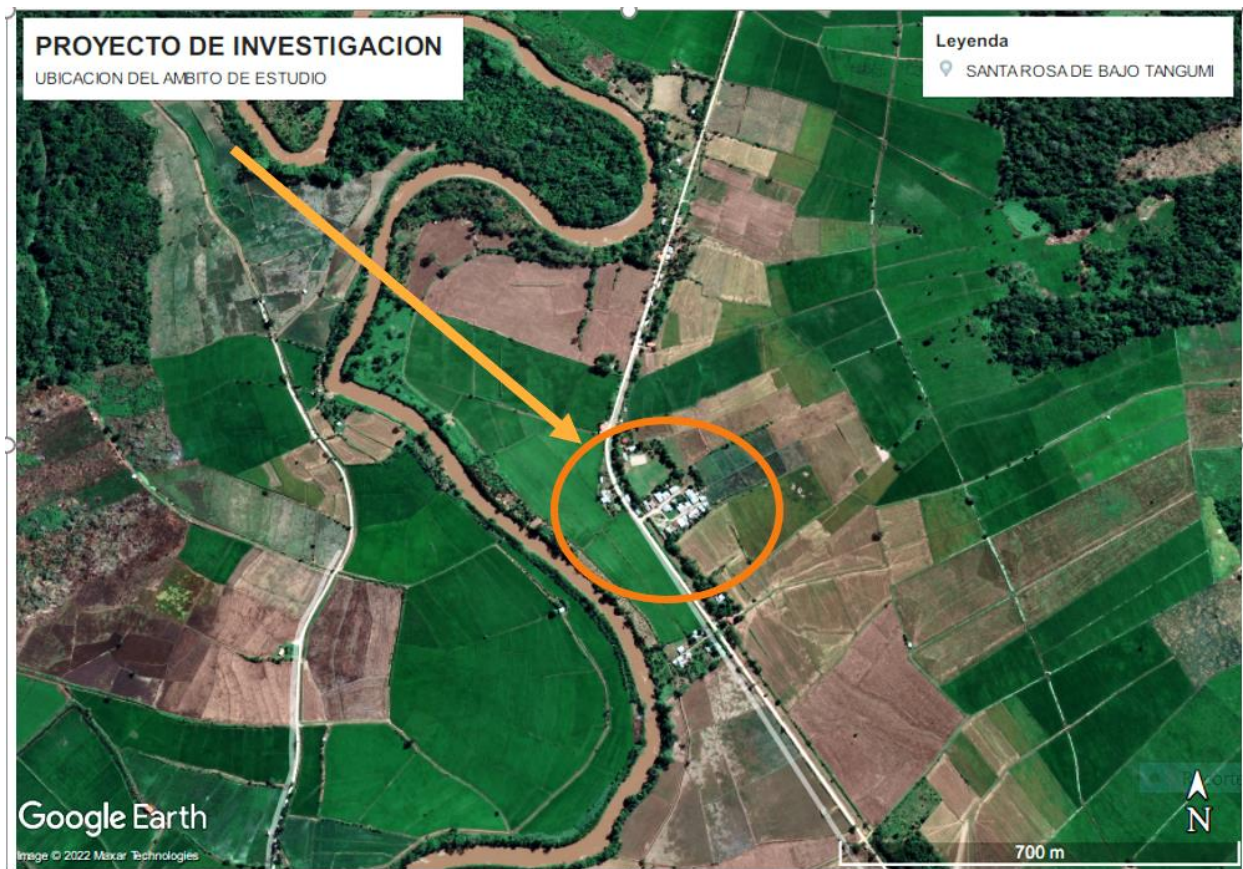 PROYECTO DE INVESTIGACION
UBICACION DEL AMBITO DE ESTUDIO
Leyenda
SANTA ROSA DE BAJO TANGUMI
N
Google Earth
700 m
Image © 2022 Maxar Technologies